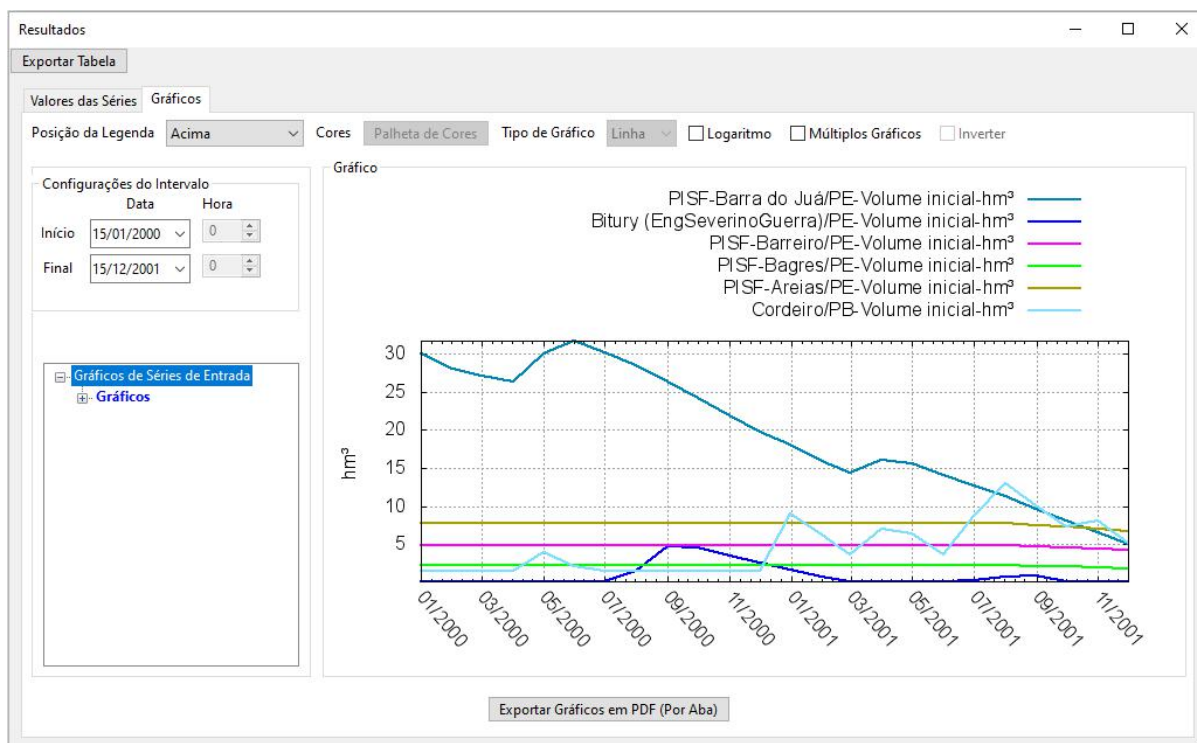 Resultados
Exportar Tabela
Valores das Séries Gráficos
Posição da Legenda Acima Cores Palheta de Cores Tipo de Gráfico Linha Logaritmo Múltiplos Gráficos Inverter
Configurações do Intervalo
Data Hora
Início 15/01/2000 0
Final 15/12/2001 0
Gráficos de Séries de Entrada
Gráficos
Gráfico
PISF-Barra do Juá/PE-Volume inicial-hm³
Bitury (EngSeverinoGuerra)/PE-Volume inicial-hm³
PISF-Barreiro/PE-Volume inicial-hm³
PISF-Bagres/PE-Volume inicial-hm³
PISF-Areias/PE-Volume inicial-hm³
Cordeiro/PB-Volume inicial-hm³
hm³
30
25
20
15
10
5
01/2000 03/2000 05/2000 07/2000 09/2000 11/2000 01/2001 03/2001 05/2001 07/2001 09/2001 11/2001
Exportar Gráficos em PDF (Por Aba)